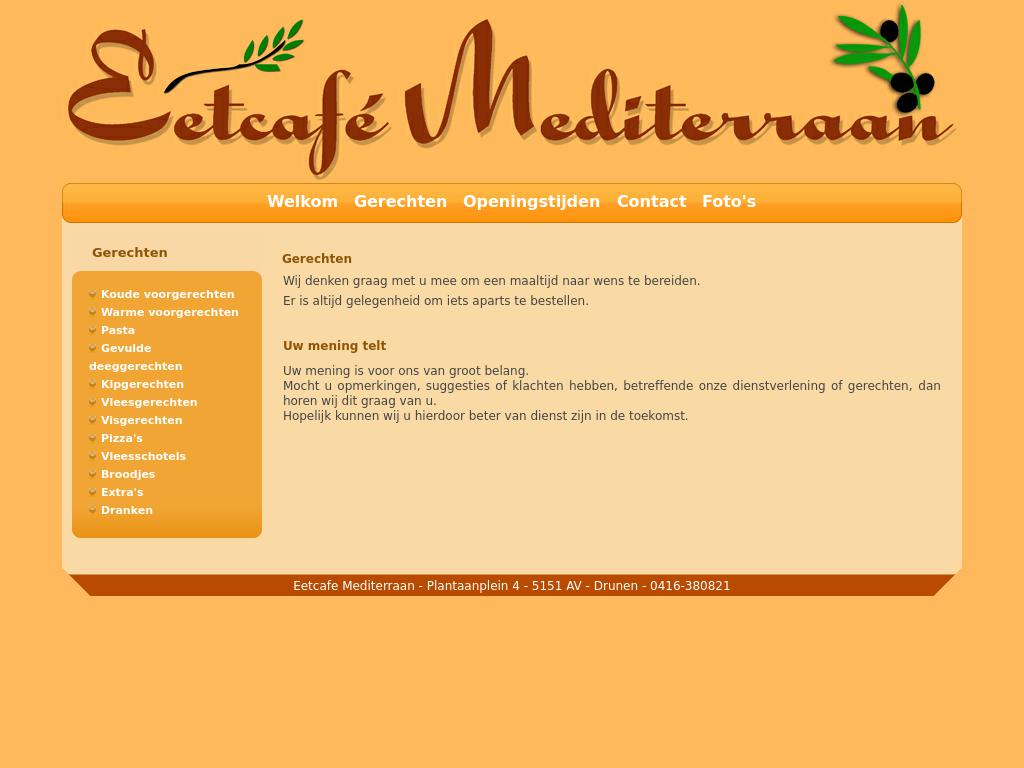 Eetcafé Mediterraan
Welkom Gerechten Openingstijden Contact Foto's
Gerechten
Koude voorgerechten
Warme voorgerechten
Pasta
Gevulde
deeggerechten
Kipgerechten
Vleesgerechten
Visgerechten
Pizza's
Vleesschotels
Broodjes
Extra's
Dranken
Gerechten
Wij denken graag met u mee om een maaltijd naar wens te bereiden.
Er is altijd gelegenheid om iets aparts te bestellen.
Uw mening telt
Uw mening is voor ons van groot belang.
Mocht u opmerkingen, suggesties of klachten hebben, betreffende onze dienstverlening of gerechten, dan
horen wij dit graag van u.
Hopelijk kunnen wij u hierdoor beter van dienst zijn in de toekomst.
Eetcafe Mediterraan - Plantaanplein 4 - 5151 AV - Drunen - 0416-380821